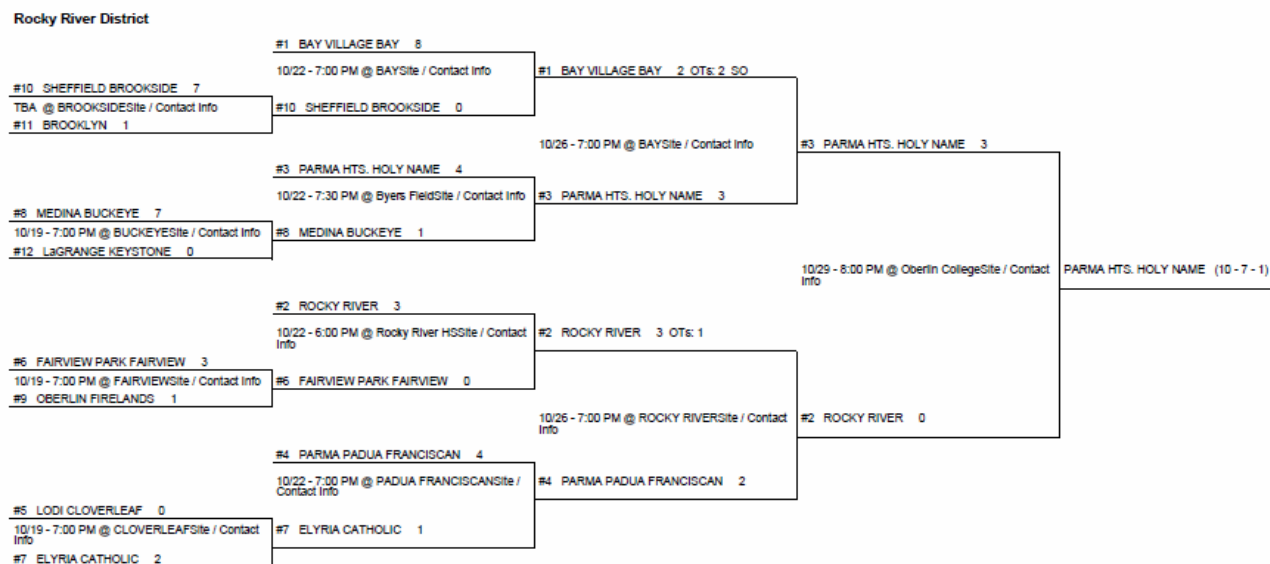 Rocky River District
#1 BAY VILLAGE BAY 8
10/22 - 7:00 PM @ BAYSite / Contact Info
#1 BAY VILLAGE BAY 2 OTs: 2 SO
#10 SHEFFIELD BROOKSIDE 7
TBA @ BROOKSIDESite / Contact Info
#10 SHEFFIELD BROOKSIDE 0
#11 BROOKLYN 1
10/26 - 7:00 PM @ BAYSite / Contact Info
#3 PARMA HTS. HOLY NAME 3
#3 PARMA HTS. HOLY NAME 4
10/22 - 7:30 PM @ Byers FieldSite / Contact Info
#3 PARMA HTS. HOLY NAME 3
#8 MEDINA BUCKEYE 7
10/19 - 7:00 PM @ BUCKEYESite / Contact Info
#8 MEDINA BUCKEYE 1
#12 LaGRANGE KEYSTONE 0
10/29 - 8:00 PM @ Oberlin CollegeSite / Contact
Info
PARMA HTS. HOLY NAME (10 - 7 - 1)
#2 ROCKY RIVER 3
10/22 - 6:00 PM @ Rocky River HSSite / Contact
Info
#2 ROCKY RIVER 3 OTs: 1
#6 FAIRVIEW PARK FAIRVIEW 3
10/19 - 7:00 PM @ FAIRVIEWSite / Contact Info
#6 FAIRVIEW PARK FAIRVIEW 0
#9 OBERLIN FIRELANDS 1
10/26 - 7:00 PM @ ROCKY RIVERSite / Contact
Info
#2 ROCKY RIVER 0
#4 PARMA PADUA FRANCISCAN 4
10/22 - 7:00 PM @ PADUA FRANCISCANSite /
Contact Info
#4 PARMA PADUA FRANCISCAN 2
#5 LODI CLOVERLEAF 0
10/19 - 7:00 PM @ CLOVERLEAFSite / Contact
Info
#7 ELYRIA CATHOLIC 1
#7 ELYRIA CATHOLIC 2